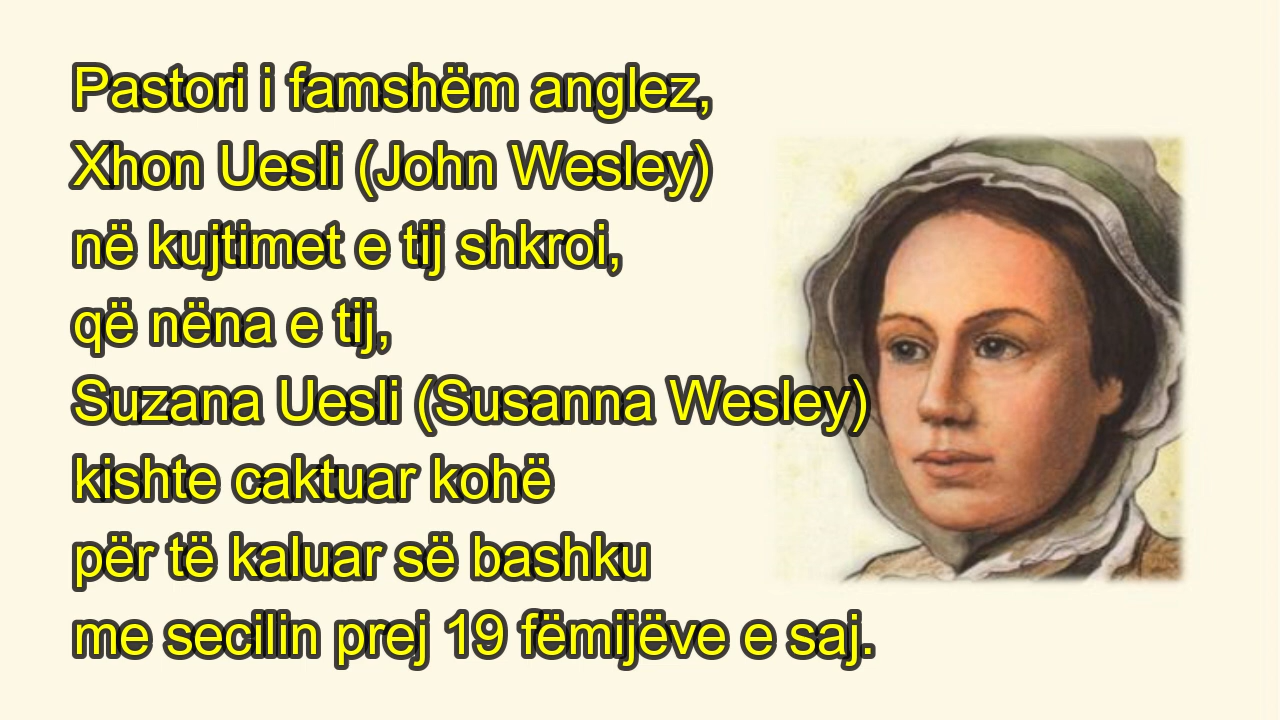 Pastori i famshëm anglez,
Xhon Uesli (John Wesley)
në kujtimet e tij shkroi,
që nëna e tij,
Suzana Uesli (Susanna Wesley)
kishte caktuar kohë
për të kaluar së bashku
me secilin prej 19 fëmijëve e saj.